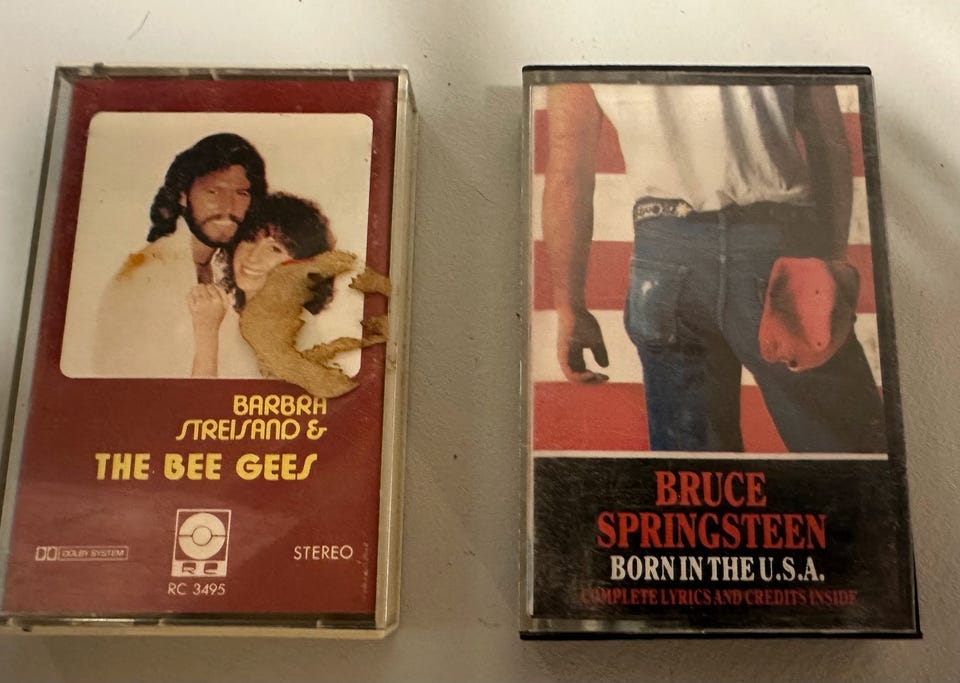 BARBRA
STREISAND &
THE BEE GEES
DOLBY SYSTEM
STEREO
RC
RC 3495
BRUCE
SPRINGSTEEN
BORN IN THE U.S.A.
COMPLETE LYRICS AND CREDITS INSIDE